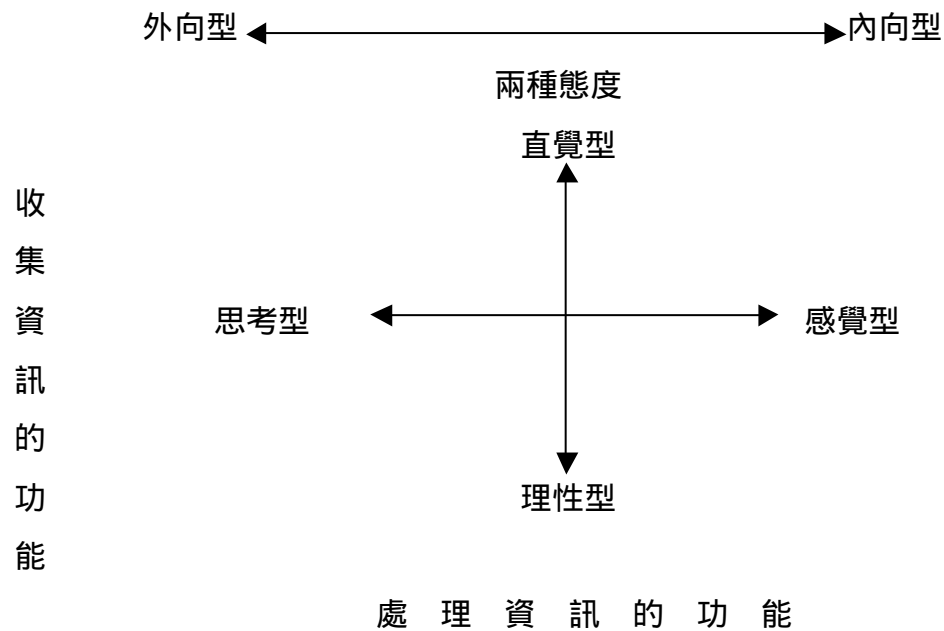 外向型 內向型
兩種態度
直覺型
收集資訊的功能
思考型 感覺型
理性型
處理資訊的功能